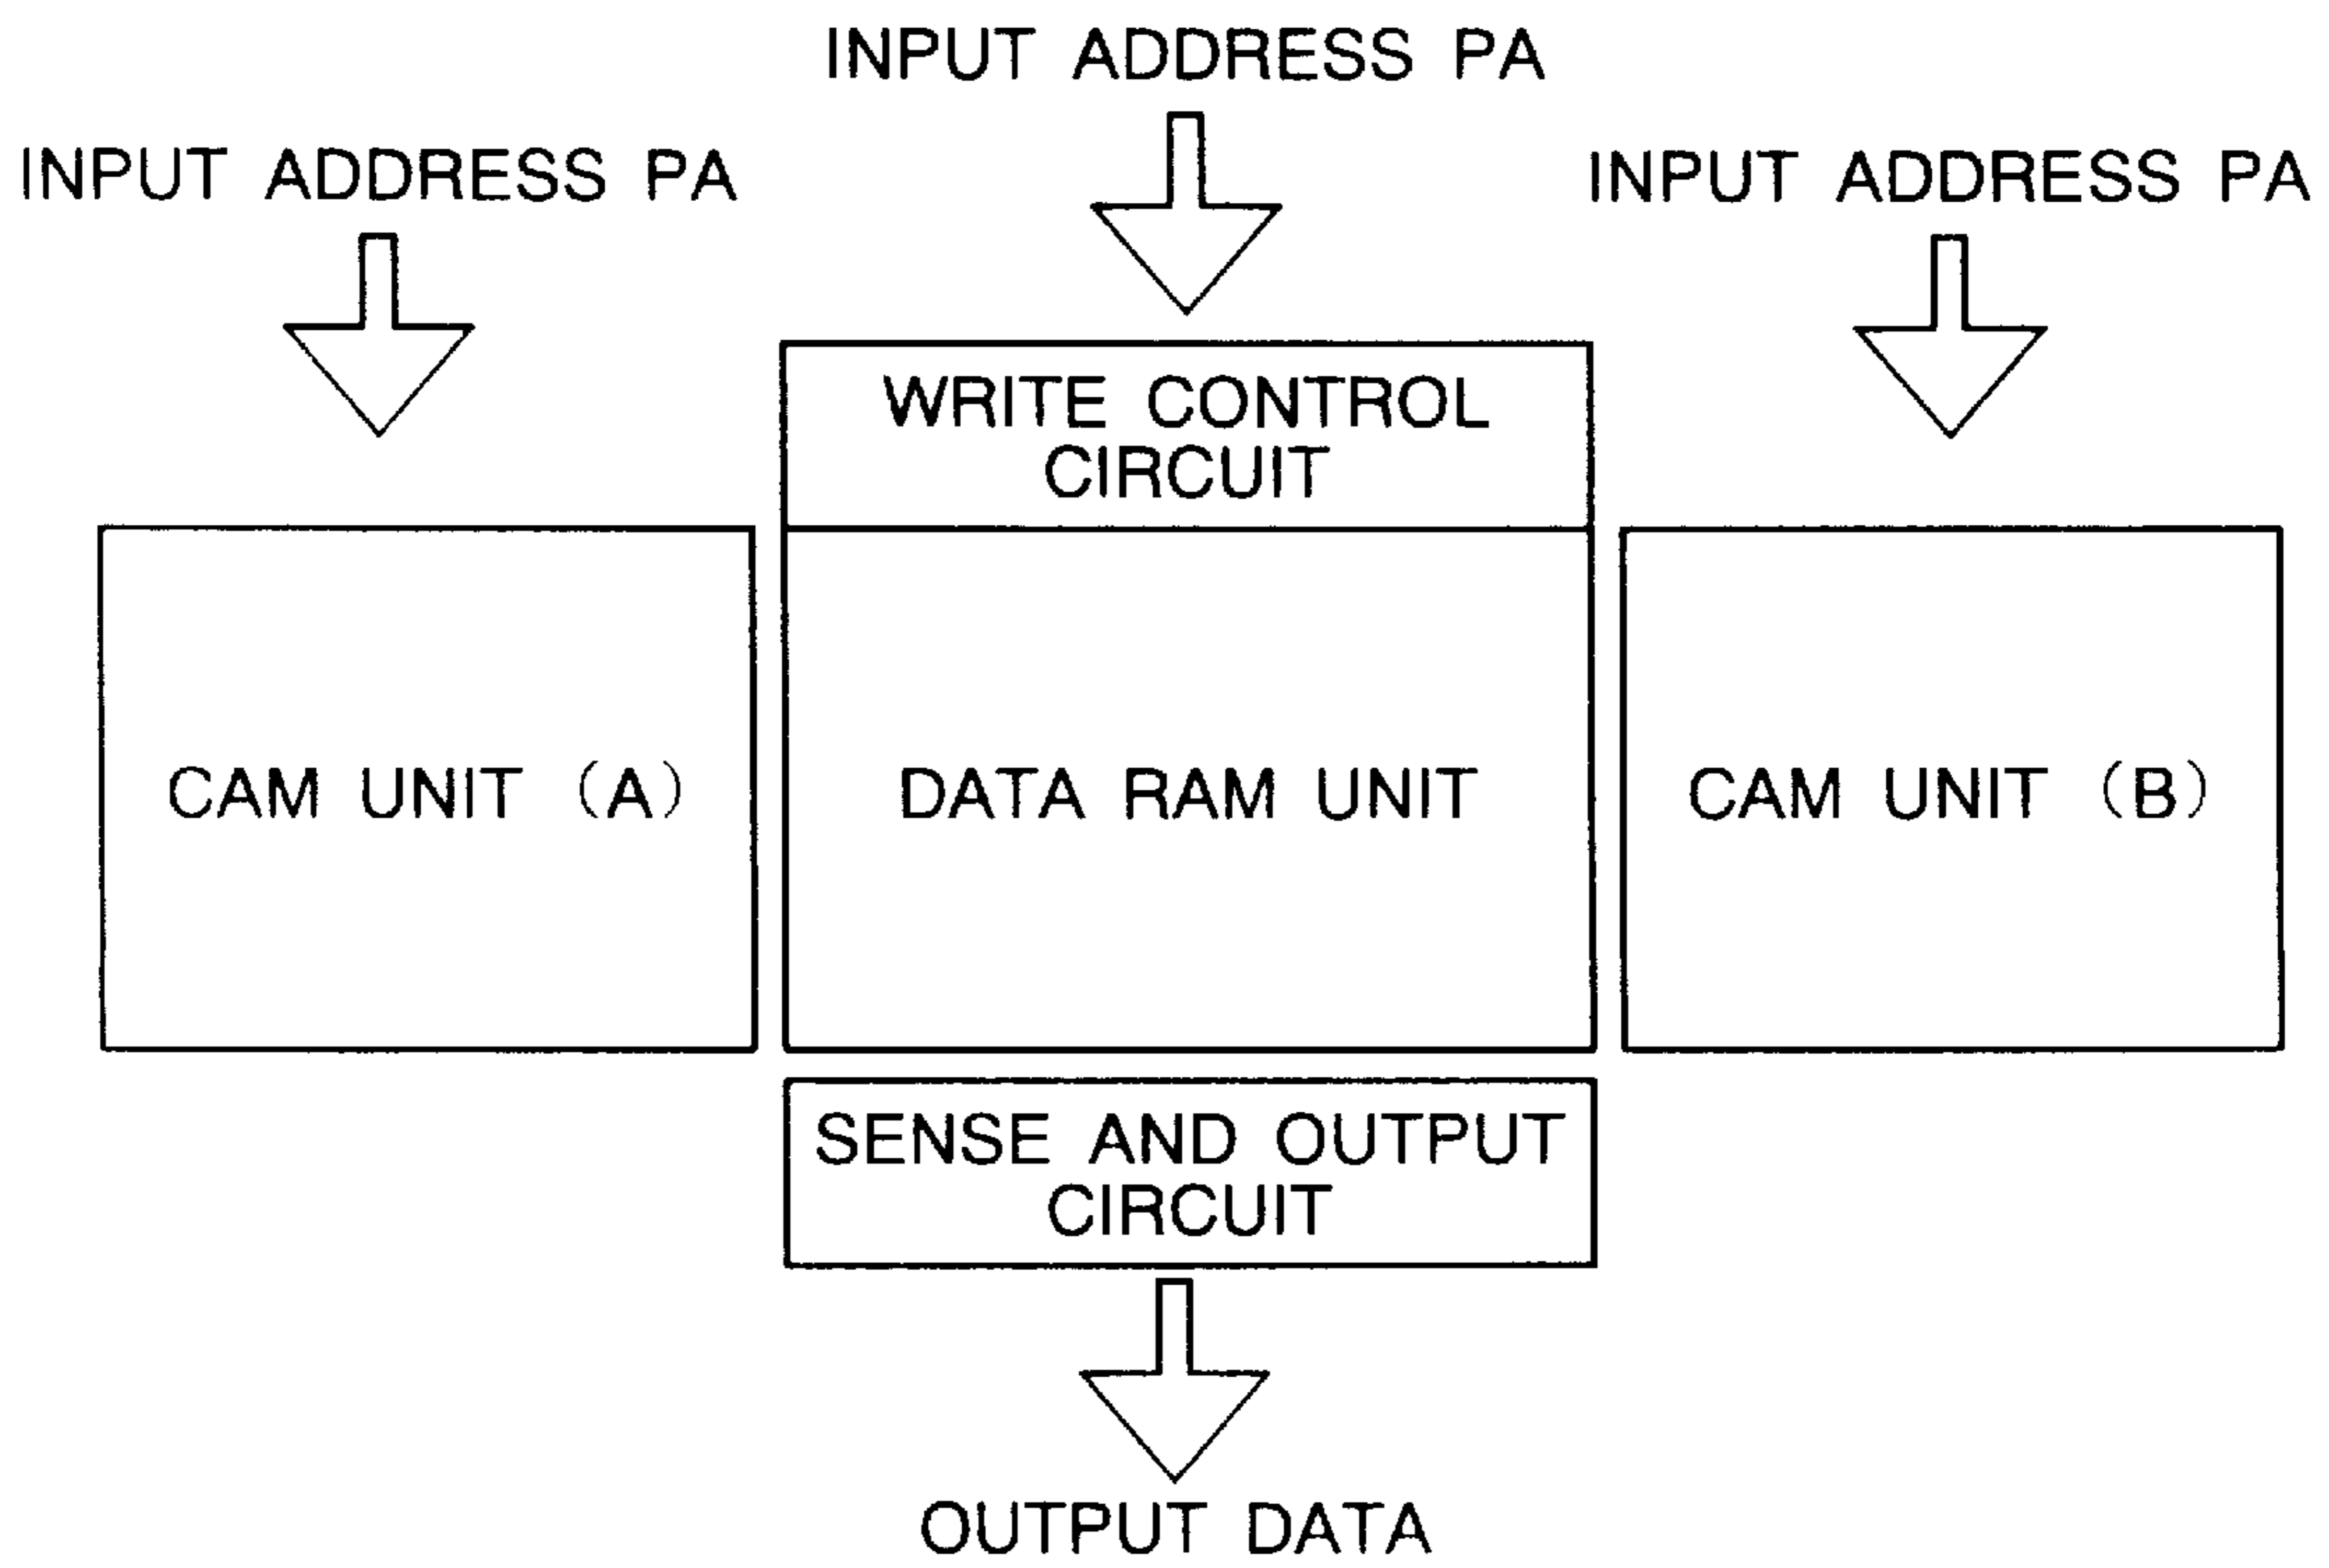 INPUT ADDRESS PA
INPUT ADDRESS PA
INPUT ADDRESS PA
WRITE CONTROL
CIRCUIT
CAM UNIT (A)
DATA RAM UNIT
CAM UNIT (B)
SENSE AND OUTPUT
CIRCUIT
OUTPUT DATA